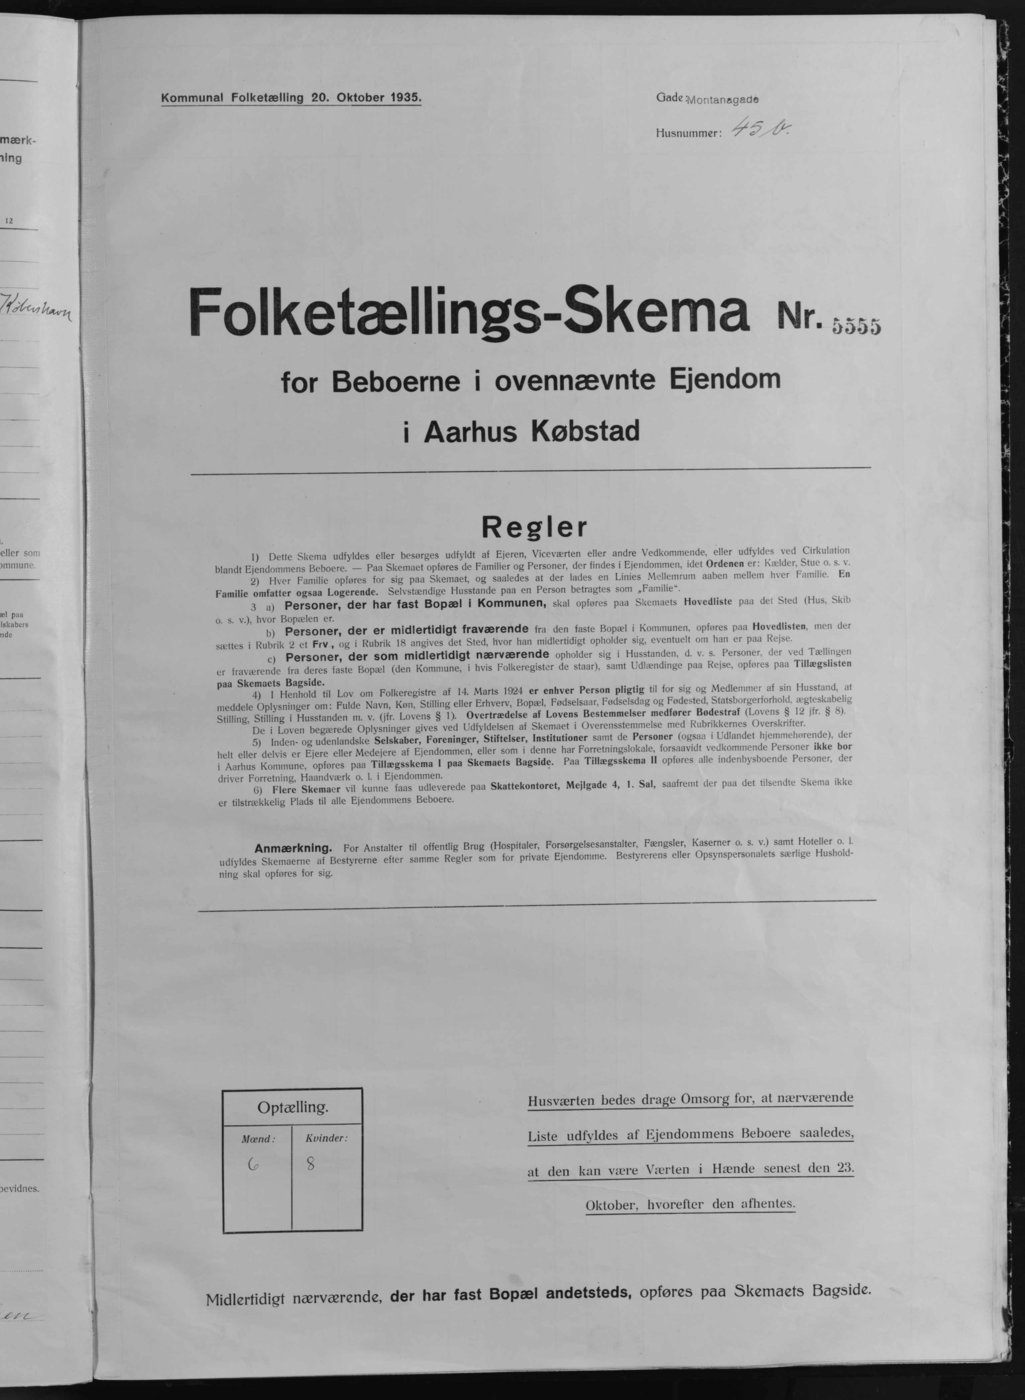 mærk-
ning
12
København
eller som
ommune.
el paa
lskabers
nde
bevidnes.
en
Kommunal Folketælling 20. Oktober 1935.
Gade: Montanagade
Husnummer: 45 b.
Folketællings-Skema Nr. 5555
for Beboerne i ovennævnte Ejendom
i Aarhus Købstad
Regler
1) Dette Skema udfyldes eller besørges udfyldt af Ejeren, Viceværten eller andre Vedkommende, eller udfyldes ved Cirkulation
blandt Ejendommens Beboere. — Paa Skemaet opføres de Familier og Personer, der findes i Ejendommen, idet Ordenen er: Kælder, Stue o. s. v.
2) Hver Familie opføres for sig paa Skemaet, og saaledes at der lades en Linies Mellemrum aaben mellem hver Familie. En
Familie omfatter ogsaa Logerende. Selvstændige Husstande paa en Person betragtes som „Familie“.
3 a) Personer, der har fast Bopæl i Kommunen, skal opføres paa Skemaets Hovedliste paa det Sted (Hus, Skib
o. s. v.), hvor Bopælen er.
b) Personer, der er midlertidigt fraværende fra den faste Bopæl i Kommunen, opføres paa Hovedlisten, men der
sættes i Rubrik 2 et Frv., og i Rubrik 18 angives det Sted, hvor han midlertidigt opholder sig, eventuelt om han er paa Rejse.
c) Personer, der som midlertidigt nærværende opholder sig i Husstanden, d. v. s. Personer, der ved Tællingen
er fraværende fra deres faste Bopæl (den Kommune, i hvis Folkeregister de staar), samt Udlændinge paa Rejse, opføres paa Tillægslisten
paa Skemaets Bagside.
4) I Henhold til Lov om Folkeregistre af 14. Marts 1924 er enhver Person pligtig til for sig og Medlemmer af sin Husstand, at
meddele Oplysninger om: Fulde Navn, Køn, Stilling eller Erhverv, Bopæl, Fødselsaar, Fødselsdag og Fødested, Statsborgerforhold, ægteskabelig
Stilling, Stilling i Husstanden m. v. (jfr. Lovens § 1). Overtrædelse af Lovens Bestemmelser medfører Bødestraf (Lovens § 12 jfr. § 8).
De i Loven begærede Oplysninger gives ved Udfyldelsen af Skemaet i Overensstemmelse med Rubrikkernes Overskrifter.
5) Inden- og udenlandske Selskaber, Foreninger, Stiftelser, Institutioner samt de Personer (ogsaa i Udlandet hjemmehørende), der
helt eller delvis er Ejere eller Medejere af Ejendommen, eller som i denne har Forretningslokale, forsaavidt vedkommende Personer ikke bor
i Aarhus Kommune, opføres paa Tillægsskema I paa Skemaets Bagside. Paa Tillægsskema II opføres alle indenbysboende Personer, der
driver Forretning, Haandværk o. l. i Ejendommen.
6) Flere Skemaer vil kunne faas udleverede paa Skattekontoret, Mejlgade 4, 1. Sal, saafremt der paa det tilsendte Skema ikke
er tilstrækkelig Plads til alle Ejendommens Beboere.
Anmærkning. For Anstalter til offentlig Brug (Hospitaler, Forsørgelsesanstalter, Fængsler, Kaserner o. s. v.) samt Hoteller o. l.
udfyldes Skemaerne af Bestyrerne efter samme Regler som for private Ejendomme. Bestyrerens eller Opsynspersonalets særlige Hushold-
ning skal opføres for sig.
Optælling.
Mænd: Kvinder:
6 8
Husværten bedes drage Omsorg for, at nærværende
Liste udfyldes af Ejendommens Beboere saaledes,
at den kan være Værten i Hænde senest den 23.
Oktober, hvorefter den afhentes.
Midlertidigt nærværende, der har fast Bopæl andetsteds, opføres paa Skemaets Bagside.